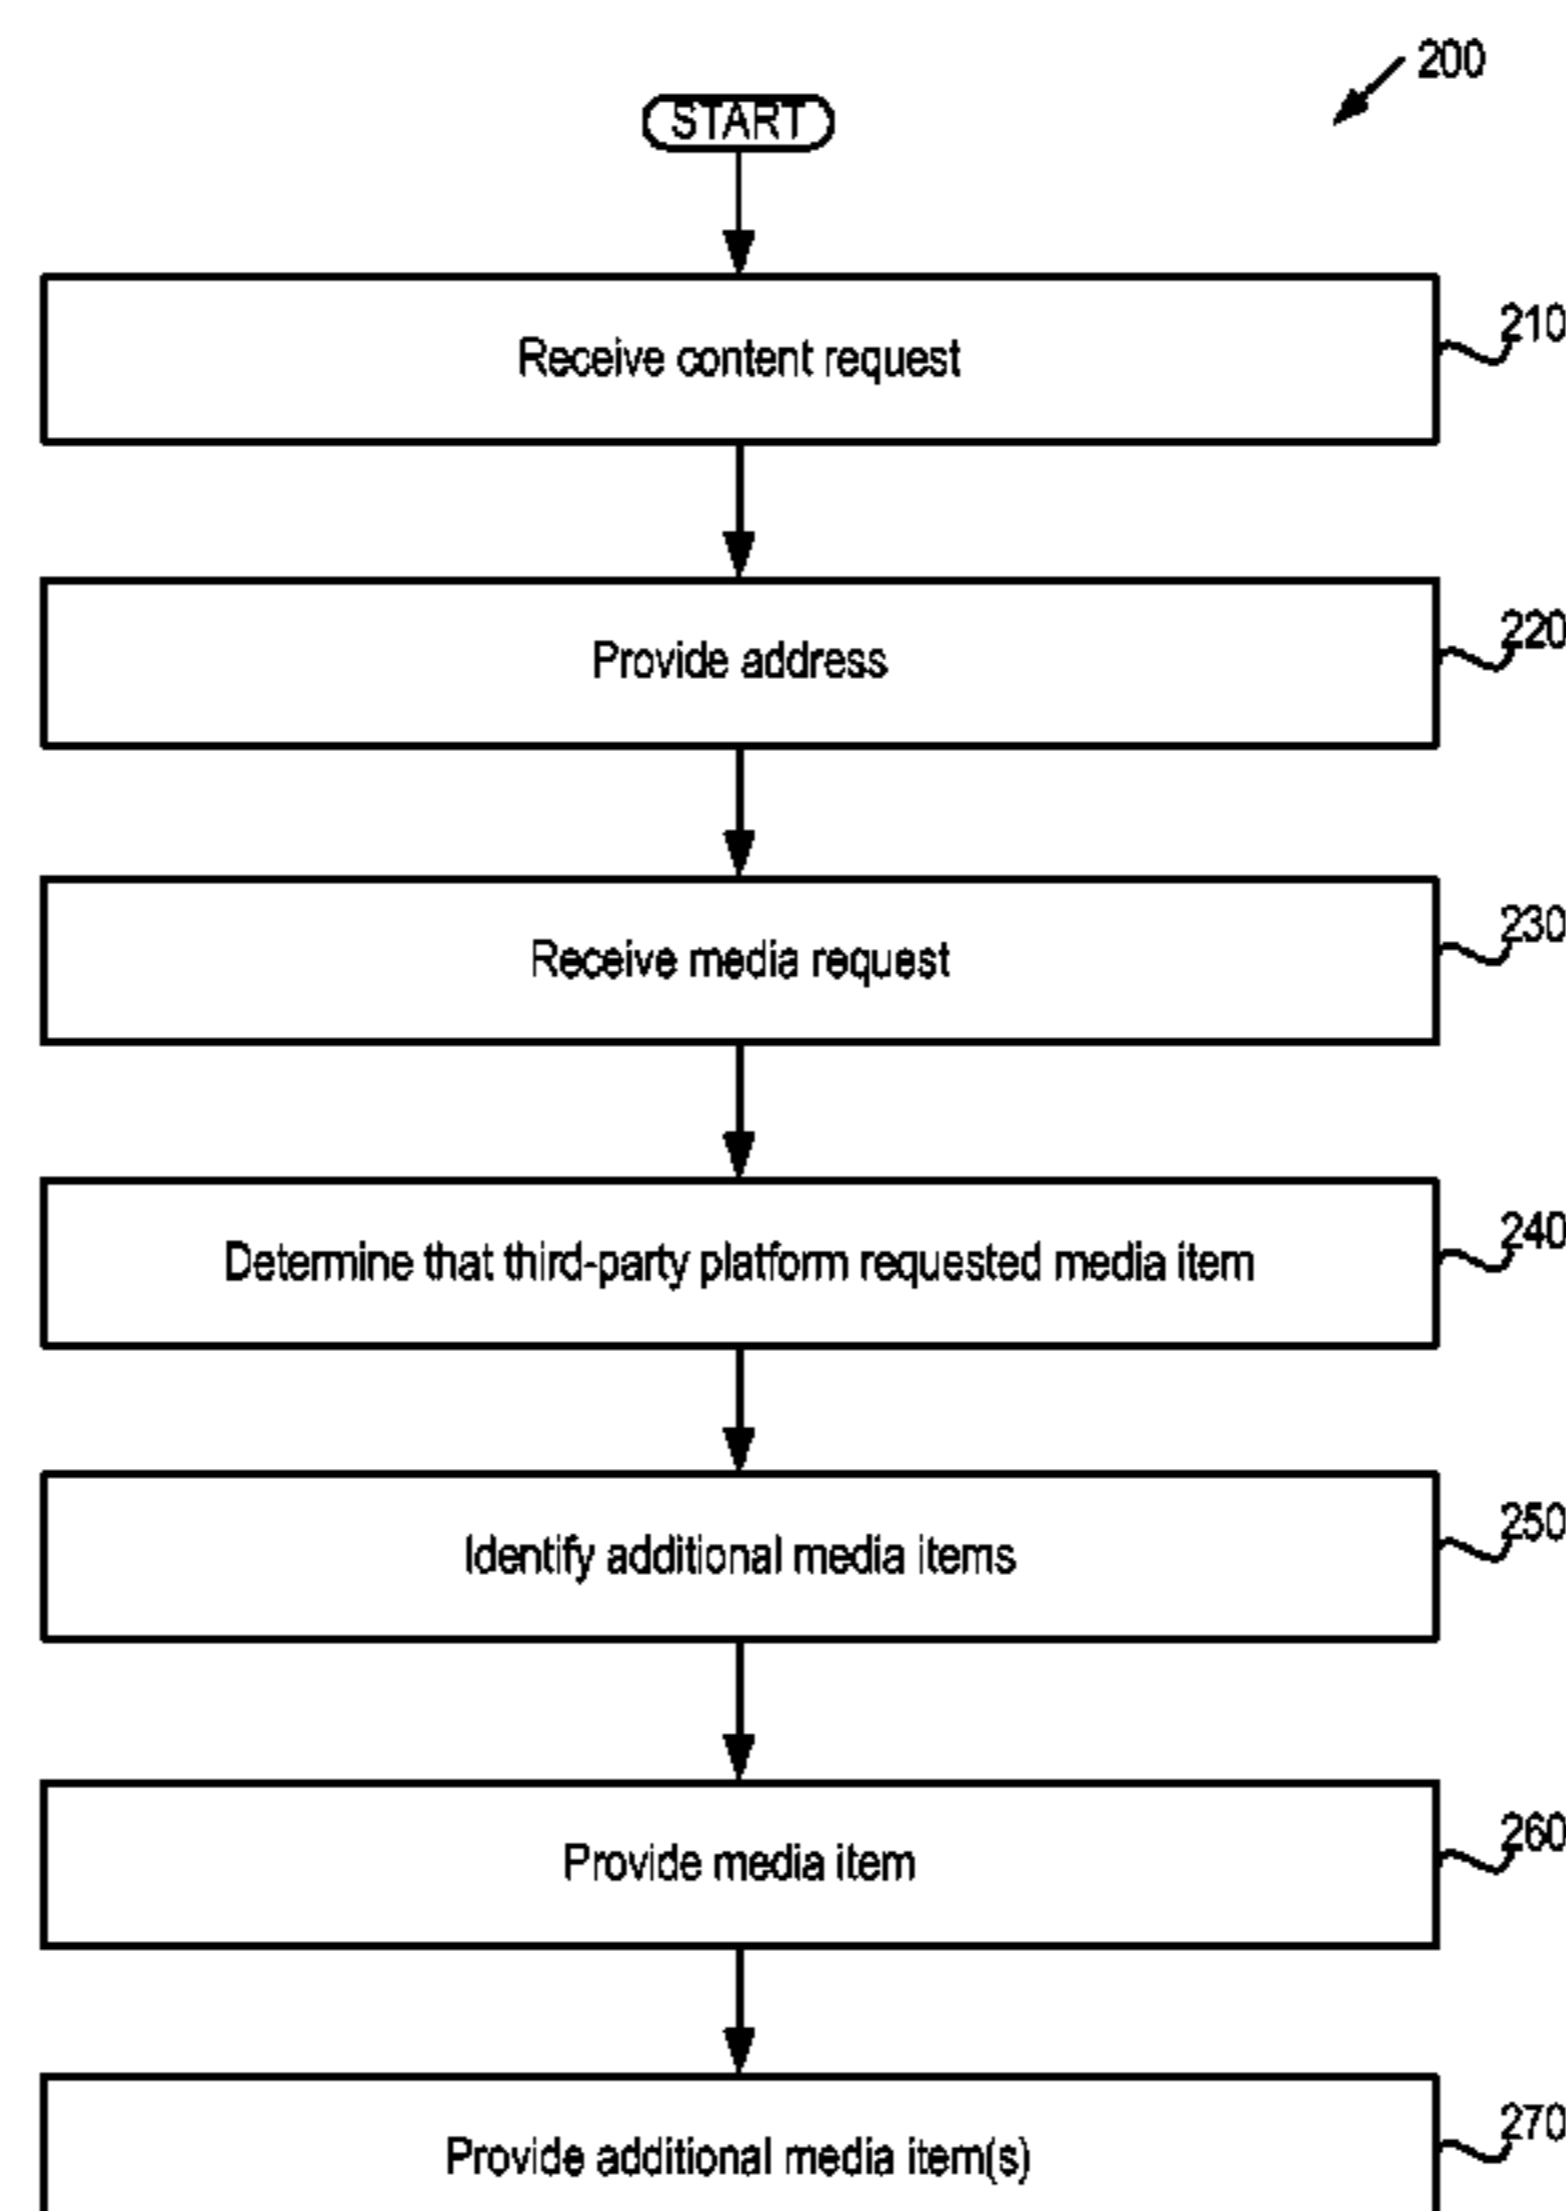 200
START
Receive content request
210
Provide address
220
Receive media request
230
Determine that third-party platform requested media item
240
Identify additional media items
250
Provide media item
260
Provide additional media item(s)
270